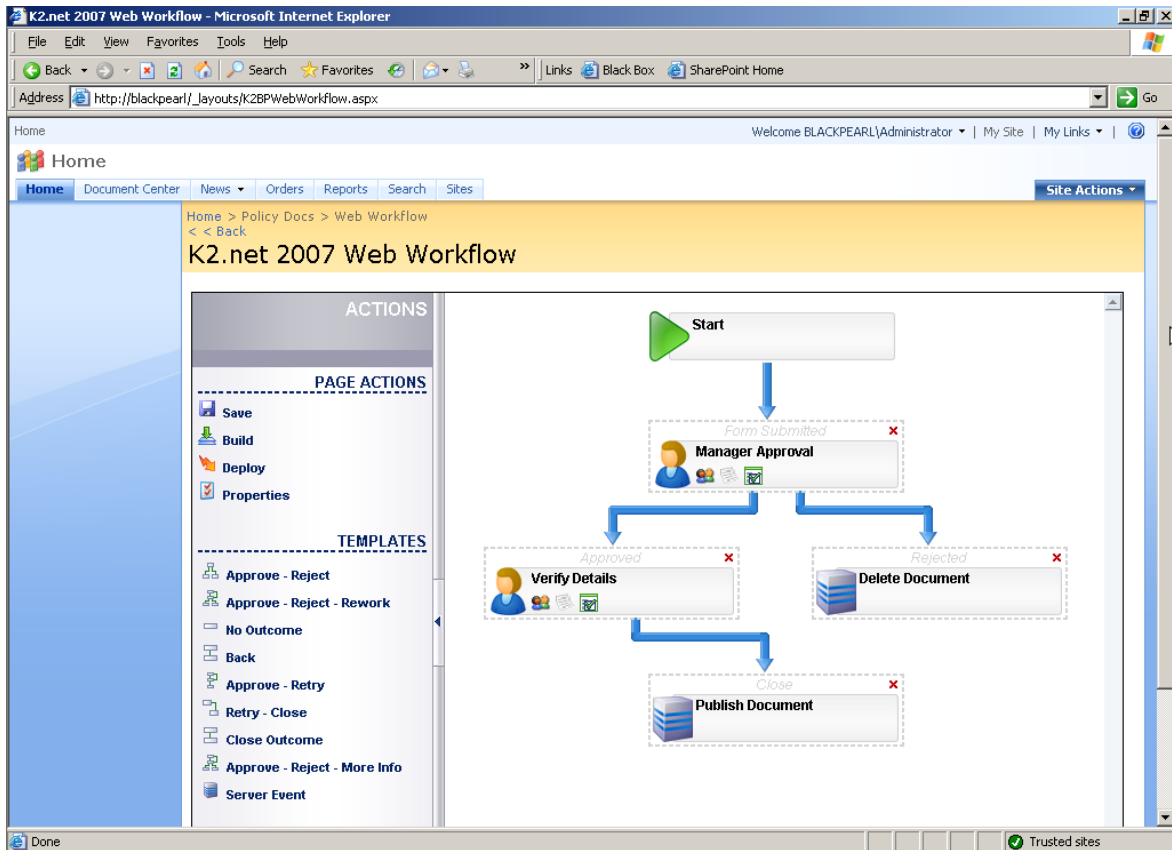 K2.net 2007 Web Workflow - Microsoft Internet Explorer
File Edit View Favorites Tools Help
Back Search Favorites » Links Black Box SharePoint Home
Address http://blackpearl/_layouts/K2BPWebWorkflow.aspx Go
Home Welcome BLACKPEARL\Administrator | My Site | My Links |
Home
Home Document Center News Orders Reports Search Sites Site Actions
Home > Policy Docs > Web Workflow
< < Back
K2.net 2007 Web Workflow
ACTIONS
PAGE ACTIONS
Save
Build
Deploy
Properties
TEMPLATES
Approve - Reject
Approve - Reject - Rework
No Outcome
Back
Approve - Retry
Retry - Close
Close Outcome
Approve - Reject - More Info
Server Event
Start
Form Submitted
Manager Approval
Approved
Verify Details
Rejected
Delete Document
Close
Publish Document
Done Trusted sites